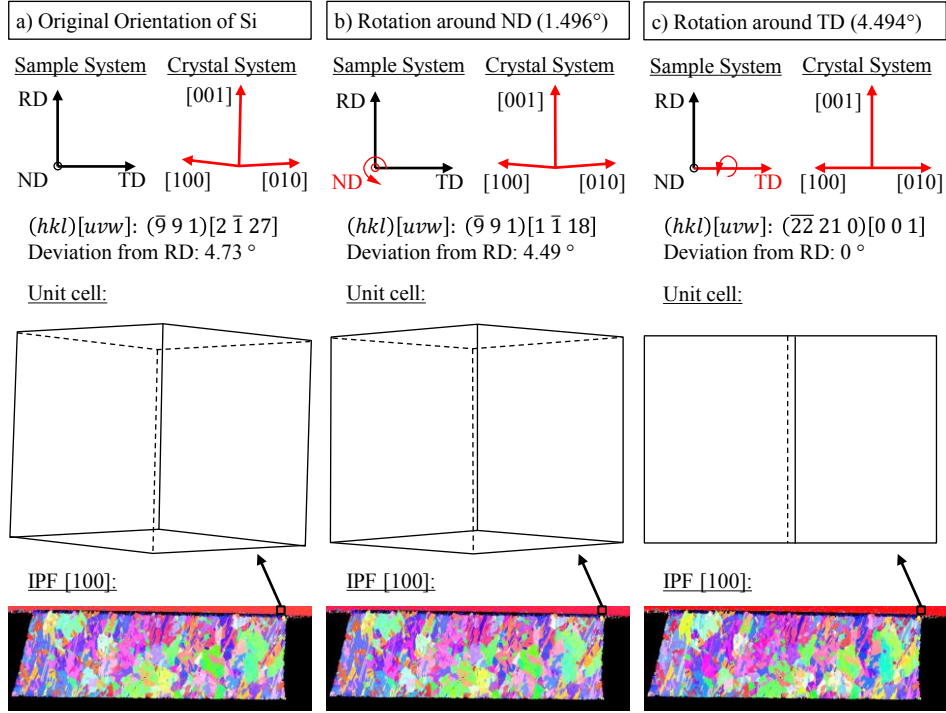 a) Original Orientation of Si
Sample System Crystal System
RD
[001]
ND
TD
[100]
[010]
(hkl)[uvw]: (9̄ 9 1)[2 1̄ 27]
Deviation from RD: 4.73 °
Unit cell:
IPF [100]:
b) Rotation around ND (1.496°)
Sample System Crystal System
RD
[001]
ND
TD
[100]
[010]
(hkl)[uvw]: (9̄ 9 1)[1 1̄ 18]
Deviation from RD: 4.49 °
Unit cell:
IPF [100]:
c) Rotation around TD (4.494°)
Sample System Crystal System
RD
[001]
ND
TD
[100]
[010]
(hkl)[uvw]: (2̄2̄ 21 0)[0 0 1]
Deviation from RD: 0 °
Unit cell:
IPF [100]: